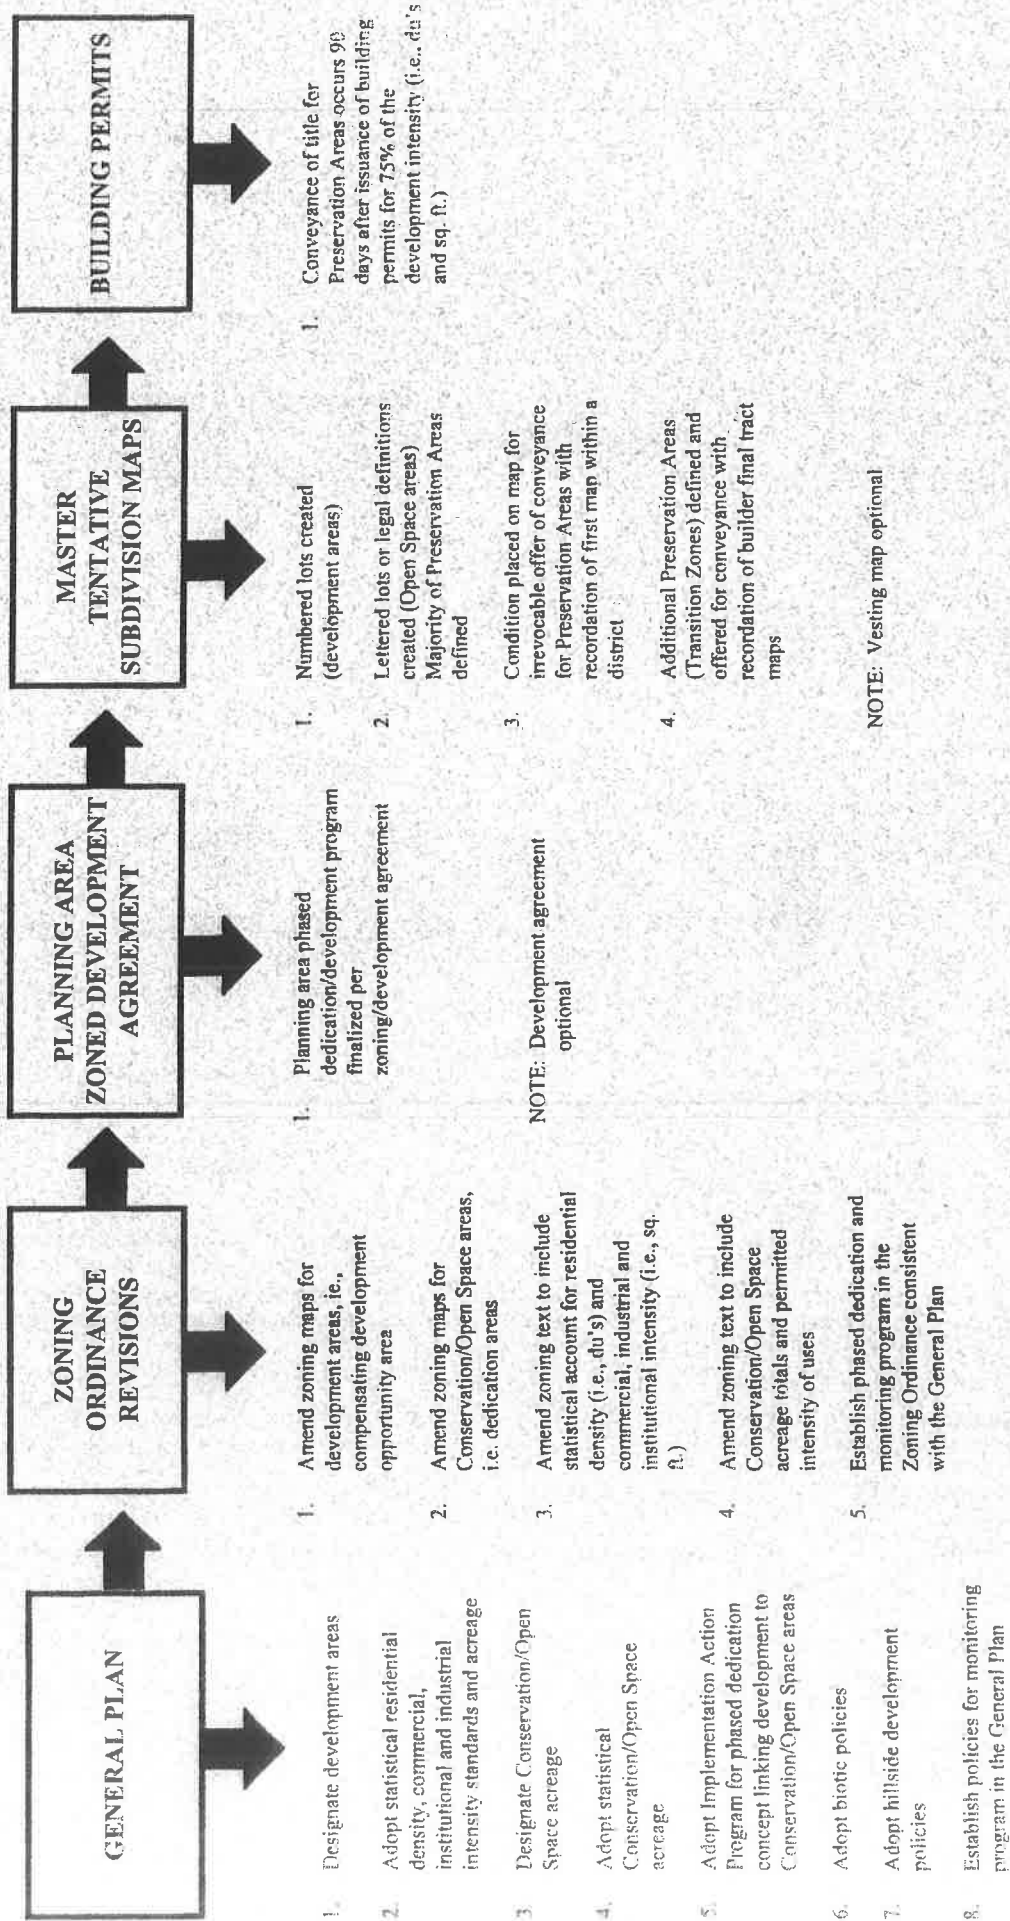 GENERAL PLAN
1. Designate development areas
2. Adopt statistical residential
density, commercial,
institutional and industrial
intensity standards and acreage
3. Designate Conservation/Open
Space acreage
4. Adopt statistical
Conservation/Open Space
acreage
5. Adopt Implementation Action
Program for phased dedication
concept linking development to
Conservation/Open Space areas
6. Adopt biotic policies
7. Adopt hillside development
policies
8. Establish policies for monitoring
program in the General Plan
ZONING
ORDINANCE
REVISIONS
1. Amend zoning maps for
development areas, ie.,
compensating development
opportunity area
2. Amend zoning maps for
Conservation/Open Space areas,
i.e. dedication areas
3. Amend zoning text to include
statistical account for residential
density (i.e., du's) and
commercial, industrial and
institutional intensity (i.e., sq.
ft.)
4. Amend zoning text to include
Conservation/Open Space
acreage totals and permitted
intensity of uses
5. Establish phased dedication and
monitoring program in the
Zoning Ordinance consistent
with the General Plan
PLANNING AREA
ZONED DEVELOPMENT
AGREEMENT
1. Planning area phased
dedication/development program
finalized per
zoning/development agreement
NOTE: Development agreement
optional
MASTER
TENTATIVE
SUBDIVISION MAPS
1. Numbered lots created
(development areas)
2. Lettered lots or legal definitions
created (Open Space areas)
Majority of Preservation Areas
defined
3. Condition placed on map for
irrevocable offer of conveyance
for Preservation Areas with
recordation of first map within a
district
4. Additional Preservation Areas
(Transition Zones) defined and
offered for conveyance with
recordation of builder final tract
maps
NOTE: Vesting map optional
BUILDING PERMITS
1. Conveyance of title for
Preservation Areas occurs 90
days after issuance of building
permits for 75% of the
development intensity (i.e., du's
and sq. ft.)